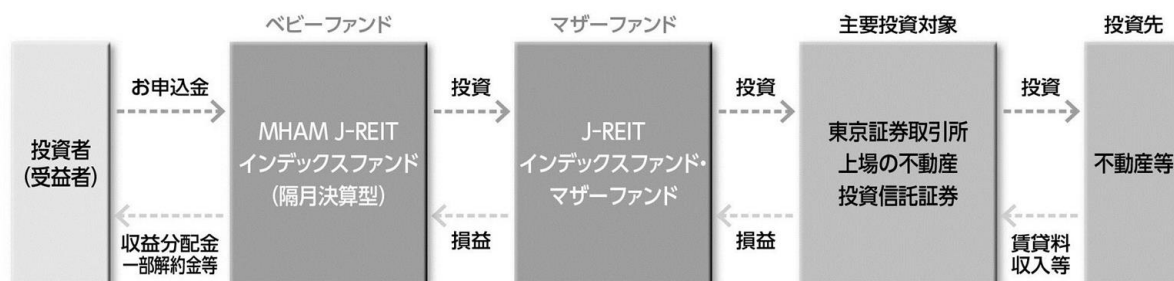 ベビーファンド
マザーファンド
主要投資対象
投資先
投資者
(受益者)
お申込金
収益分配金
一部解約金等
MHAM J-REIT
インデックスファンド
(隔月決算型)
投資
損益
J-REIT
インデックスファンド・
マザーファンド
投資
損益
東京証券取引所
上場の不動産
投資信託証券
投資
賃貸料
収入等
不動産等